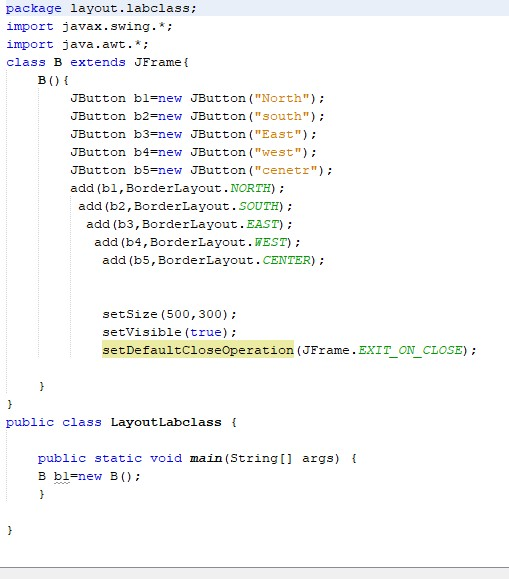 package layout.labclass;
import javax.swing.*;
import java.awt.*;
class B extends JFrame{
B(){
JButton b1=new JButton("North");
JButton b2=new JButton("south");
JButton b3=new JButton("East");
JButton b4=new JButton("west");
JButton b5=new JButton("cenetr");
add(b1,BorderLayout.NORTH);
add(b2,BorderLayout.SOUTH);
add(b3,BorderLayout.EAST);
add(b4,BorderLayout.WEST);
add(b5,BorderLayout.CENTER);
setSize(500,300);
setVisible(true);
setDefaultCloseOperation(JFrame.EXIT_ON_CLOSE);
}
}
public class LayoutLabclass {
public static void main(String[] args) {
B b1=new B();
}
}